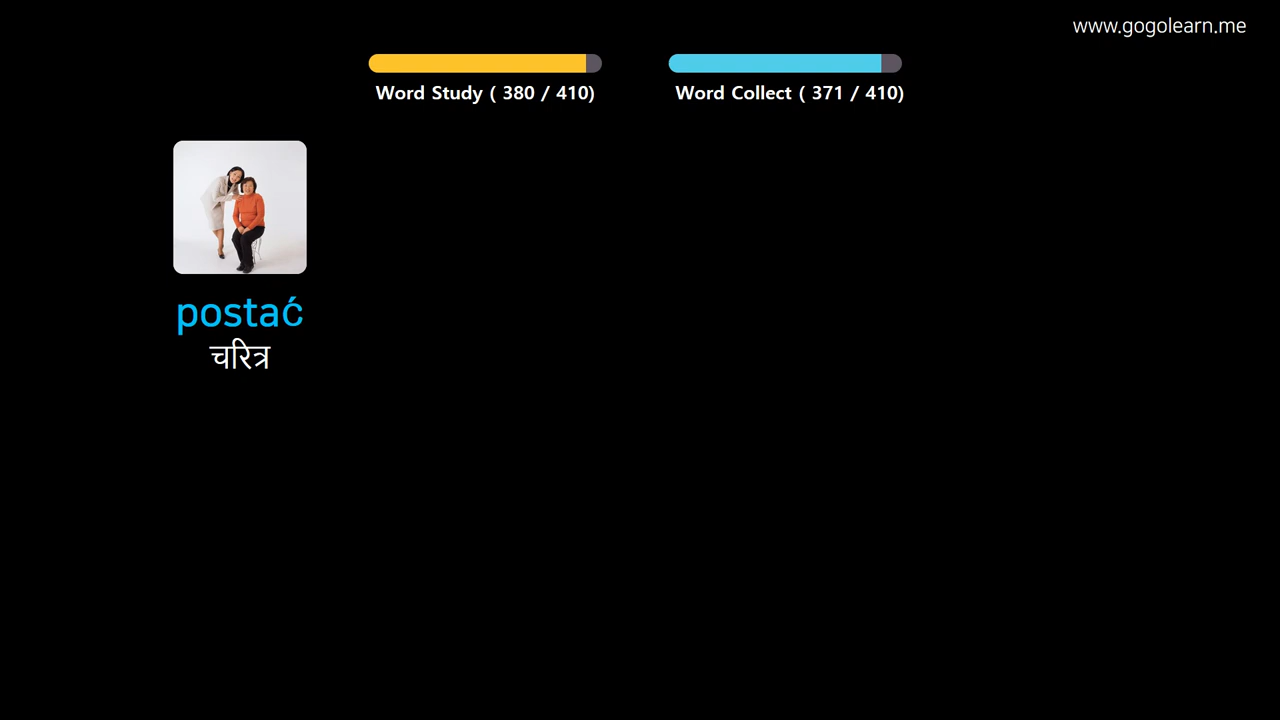 www.gogolearn.me
Word Study ( 380 / 410)
Word Collect ( 371 / 410)
postać
चरित्र